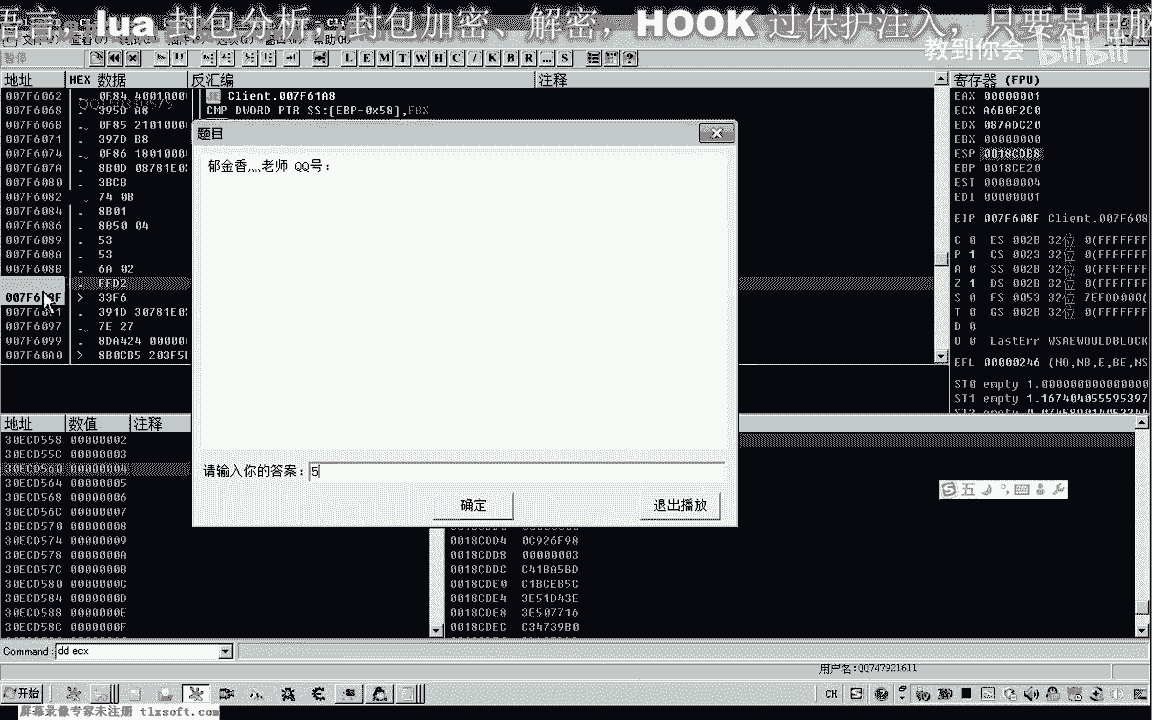 语言，lua 封包分析，封包加密、解密，HOOK 过保护注入，只要是电脑
教到你会 bilibili
暂停
L E M T W H C / K B R ... S
地址 HEX 数据 反汇编 注释
007F6062 . 0F84 40010000 JE Client.007F61A8
007F6068 . 395D A8 CMP DWORD PTR SS:[EBP-0x58],EBX
007F606B . 0F85 2101000
007F6071 . 397D B8
007F6074 . 0F86 1801000
007F607A . 8B0D 08781E0
007F6080 . 3BCB
007F6082 . 74 0B
007F6084 . 8B01
007F6086 . 8B50 04
007F6089 . 53
007F608A . 53
007F608B . 6A 02
. FFD2
007F608F > 33F6
007F6091 . 391D 30781E0
007F6097 . 7E 27
007F6099 . 8DA424 00000
007F60A0 > 8B0CB5 203F5
寄存器 (FPU)
EAX 00000001
ECX A6B0F2C0
EDX 087ADC20
EBX 00000000
ESP 0018CDD8
EBP 0018CE20
ESI 00000004
EDI 00000001
EIP 007F608F Client.007F608
C 0 ES 002B 32位 0(FFFFFFF
P 1 CS 0023 32位 0(FFFFFFF
A 0 SS 002B 32位 0(FFFFFFF
Z 1 DS 002B 32位 0(FFFFFFF
S 0 FS 0053 32位 7EFDD000(
T 0 GS 002B 32位 0(FFFFFFF
D 0
O 0 LastErr WSAEWOULDBLOCK
EFL 00000246 (NO,NB,E,BE,NS
ST0 empty 1.000000000000000
ST1 empty 1.167404055595397
题目
郁金香灬老师 QQ号：
请输入你的答案：5
确定 退出播放
地址 数值 注释
30ECD558 00000002
30ECD55C 00000003
30ECD560 00000004
30ECD564 00000005
30ECD568 00000006
30ECD56C 00000007
30ECD570 00000008
30ECD574 00000009
30ECD578 0000000A
30ECD57C 0000000B
30ECD580 0000000C
30ECD584 0000000D
30ECD588 0000000E
30ECD58C 0000000F
0018CDD4 0C926F98
0018CDD8 00000003
0018CDDC C41BA5BD
0018CDE0 C1BCEB5C
0018CDE4 3E51D43E
0018CDE8 3E507716
0018CDEC C34739B0
五
Command: dd ecx
用户名:QQ747921611
开始
CH
屏幕录像专家未注册 tlxsoft.com